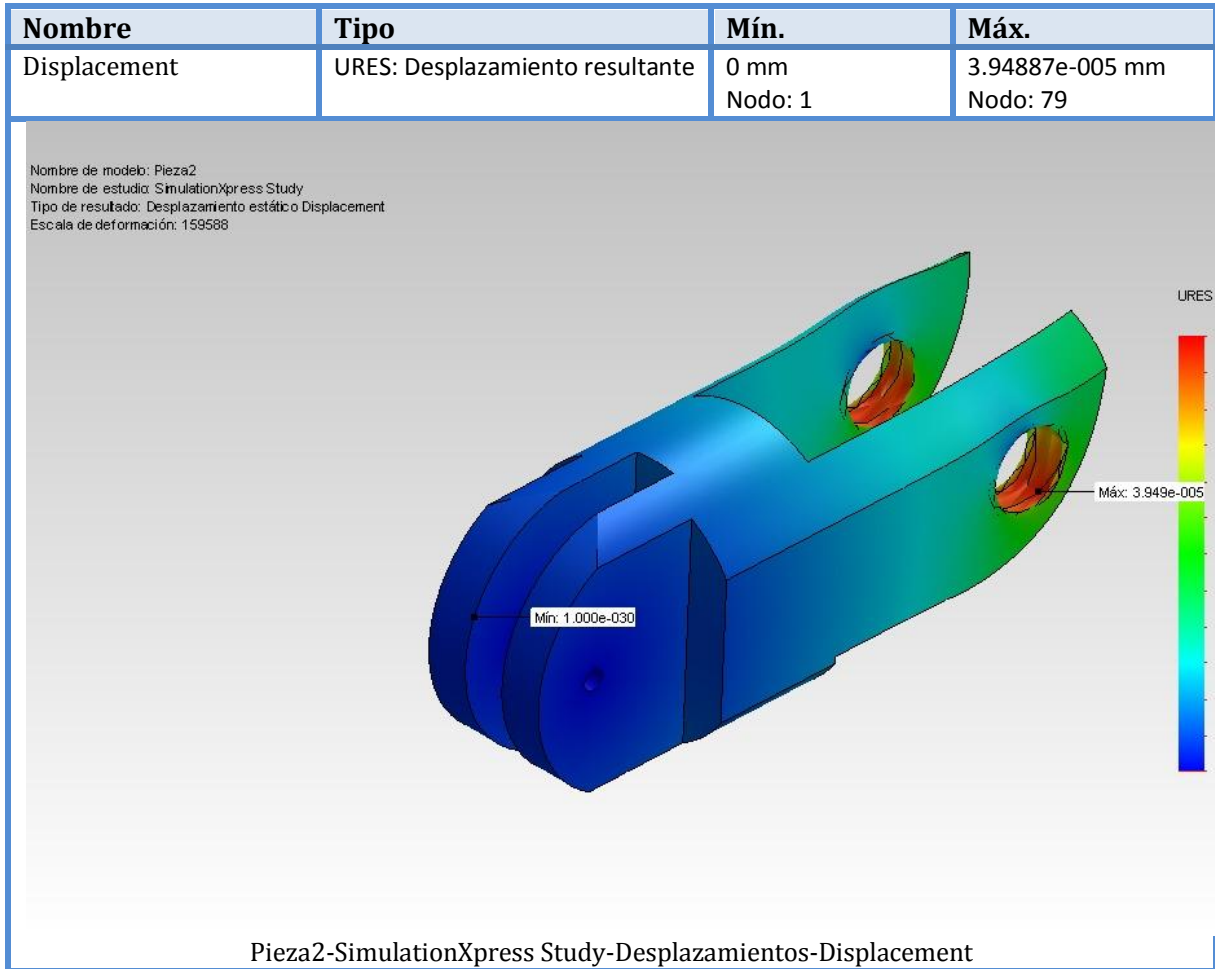 Nombre Tipo Mín. Máx.
Displacement URES: Desplazamiento resultante 0 mm 3.94887e-005 mm
Nodo: 1 Nodo: 79
Nombre de modelo: Pieza2
Nombre de estudio: SimulationXpress Study
Tipo de resultado: Desplazamiento estático Displacement
Escala de deformación: 159588
URES
Máx: 3.949e-005
Mín: 1.000e-030
Pieza2-SimulationXpress Study-Desplazamientos-Displacement